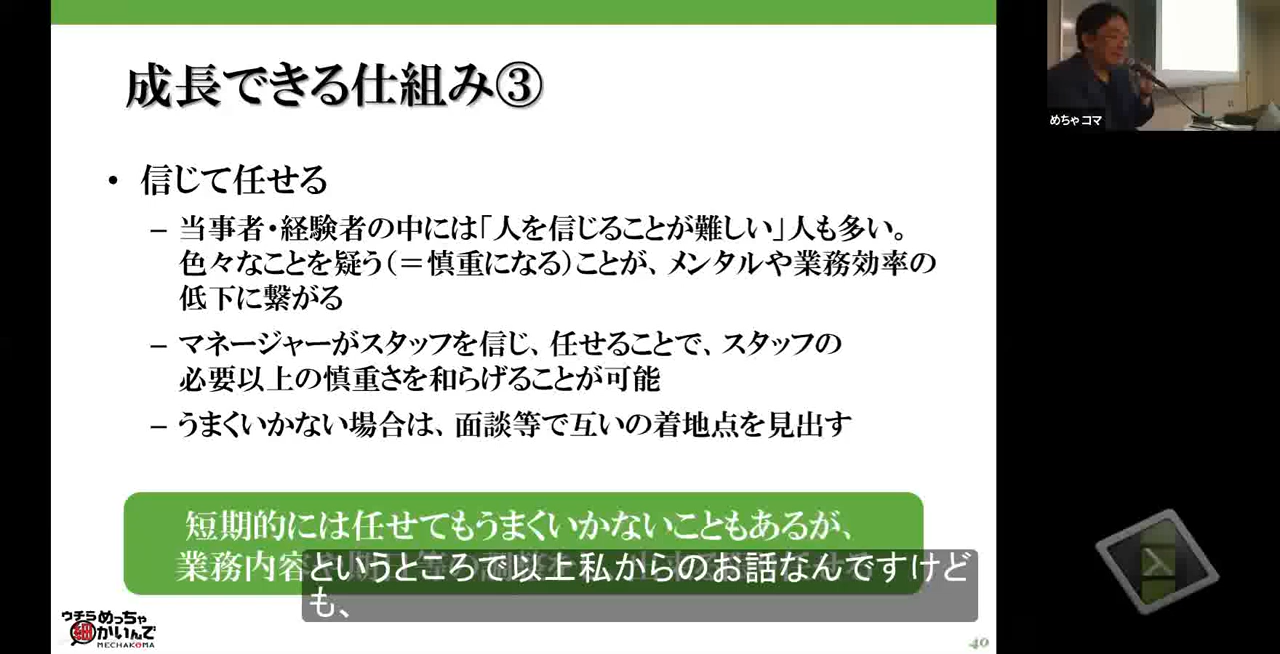 成長できる仕組み③
• 信じて任せる
– 当事者・経験者の中には「人を信じることが難しい」人も多い。
色々なことを疑う（＝慎重になる）ことが、メンタルや業務効率の
低下に繋がる
– マネージャーがスタッフを信じ、任せることで、スタッフの
必要以上の慎重さを和らげることが可能
– うまくいかない場合は、面談等で互いの着地点を見出す
短期的には任せてもうまくいかないこともあるが、
業務内容
というところで以上私からのお話なんですけど
も、
ウチらめっちゃ
細かいんで
MECHAKOMA
40
めちゃコマ